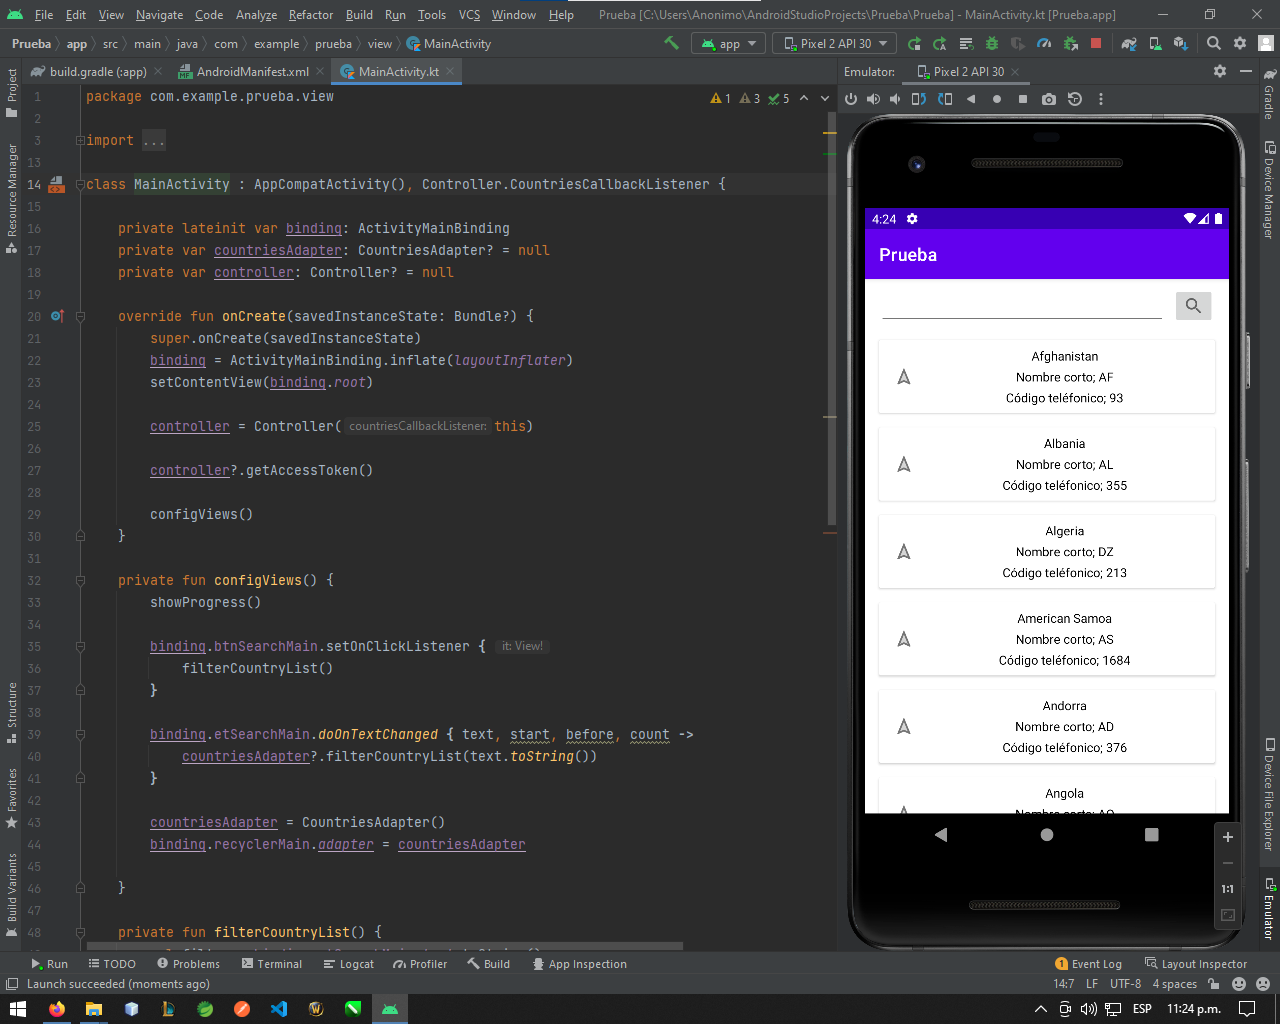 File Edit View Navigate Code Analyze Refactor Build Run Tools VCS Window Help Prueba [C:\Users\Anonimo\AndroidStudioProjects\Prueba\Prueba] - MainActivity.kt [Prueba.app]
Prueba app src main java com example prueba view MainActivity app Pixel 2 API 30
build.gradle (:app) AndroidManifest.xml MainActivity.kt Emulator: Pixel 2 API 30
1 package com.example.prueba.view
1 3 5
2
3 import ...
13
14 class MainActivity : AppCompatActivity(), Controller.CountriesCallbackListener {
15
16 private lateinit var binding: ActivityMainBinding
17 private var countriesAdapter: CountriesAdapter? = null
18 private var controller: Controller? = null
19
20 override fun onCreate(savedInstanceState: Bundle?) {
21 super.onCreate(savedInstanceState)
22 binding = ActivityMainBinding.inflate(layoutInflater)
23 setContentView(binding.root)
24
25 controller = Controller( countriesCallbackListener: this)
26
27 controller?.getAccessToken()
28
29 configViews()
30 }
31
32 private fun configViews() {
33 showProgress()
34
35 binding.btnSearchMain.setOnClickListener { it: View!
36 filterCountryList()
37 }
38
39 binding.etSearchMain.doOnTextChanged { text, start, before, count ->
40 countriesAdapter?.filterCountryList(text.toString())
41 }
42
43 countriesAdapter = CountriesAdapter()
44 binding.recyclerMain.adapter = countriesAdapter
45
46 }
47
48 private fun filterCountryList() {
Project
Resource Manager
Structure
Favorites
Build Variants
4:24
Prueba
Afghanistan
Nombre corto; AF
Código teléfonico; 93
Albania
Nombre corto; AL
Código teléfonico; 355
Algeria
Nombre corto; DZ
Código teléfonico; 213
American Samoa
Nombre corto; AS
Código teléfonico; 1684
Andorra
Nombre corto; AD
Código teléfonico; 376
Angola
1:1
Gradle
Device Manager
Device File Explorer
Emulator
Run TODO Problems Terminal Logcat Profiler Build App Inspection 1 Event Log Layout Inspector
Launch succeeded (moments ago) 14:7 LF UTF-8 4 spaces
ESP 11:24 p.m.